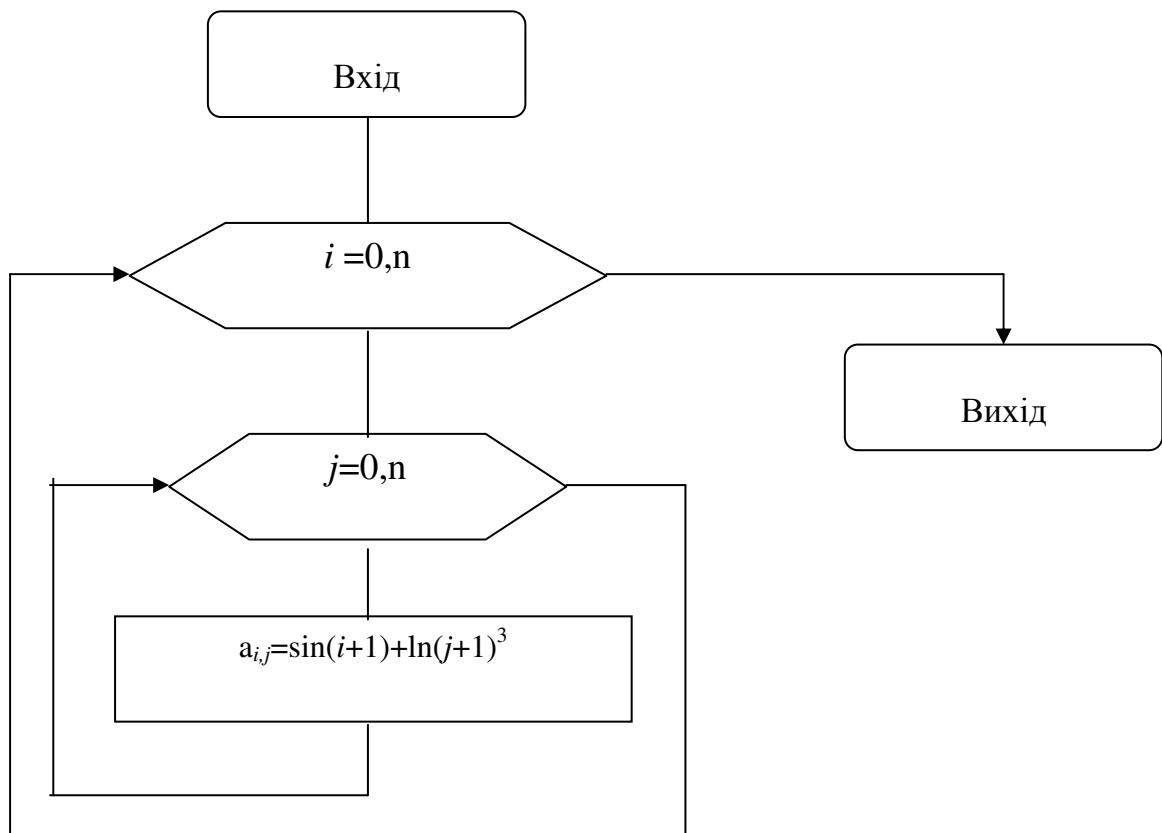 Вхід
i =0,n
Вихід
j=0,n
a_{i,j}=sin(i+1)+ln(j+1)^3